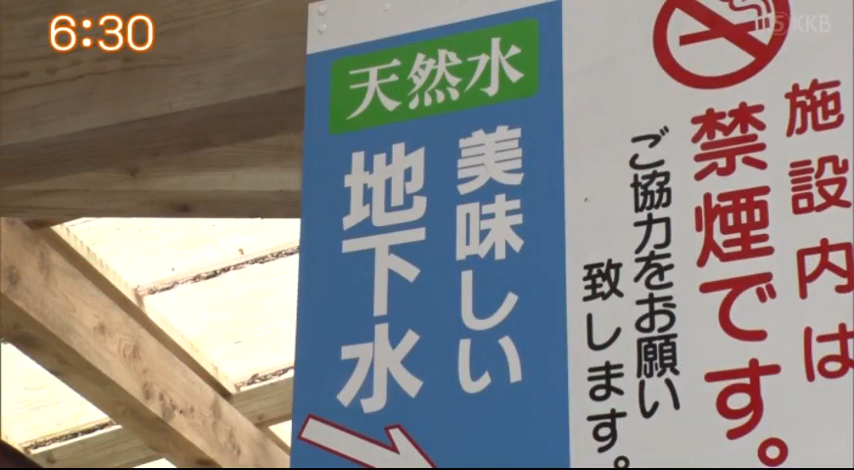 6:30
5 KKB
天然水
美味しい
地下水
施設内は
禁煙です。
ご協力をお願い
致します。